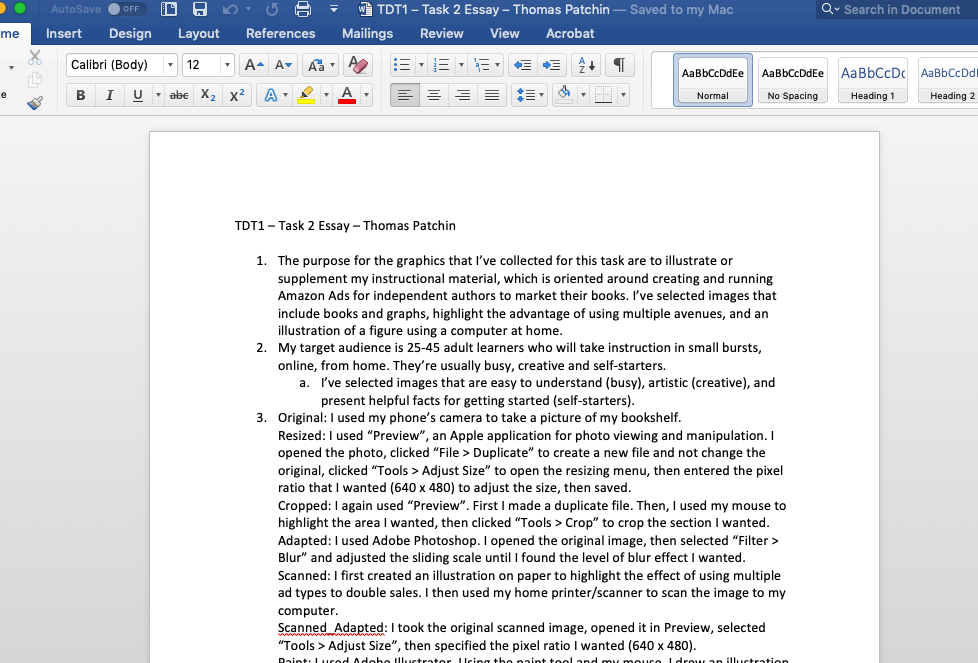 AutoSave OFF
TDT1 – Task 2 Essay – Thomas Patchin — Saved to my Mac
Search in Document
me Insert Design Layout References Mailings Review View Acrobat
Calibri (Body) 12
AaBbCcDdEe AaBbCcDdEe AaBbCcDc AaBbCcDdE
Normal No Spacing Heading 1 Heading 2
TDT1 – Task 2 Essay – Thomas Patchin
1. The purpose for the graphics that I’ve collected for this task are to illustrate or
supplement my instructional material, which is oriented around creating and running
Amazon Ads for independent authors to market their books. I’ve selected images that
include books and graphs, highlight the advantage of using multiple avenues, and an
illustration of a figure using a computer at home.
2. My target audience is 25-45 adult learners who will take instruction in small bursts,
online, from home. They’re usually busy, creative and self-starters.
a. I’ve selected images that are easy to understand (busy), artistic (creative), and
present helpful facts for getting started (self-starters).
3. Original: I used my phone’s camera to take a picture of my bookshelf.
Resized: I used “Preview”, an Apple application for photo viewing and manipulation. I
opened the photo, clicked “File > Duplicate” to create a new file and not change the
original, clicked “Tools > Adjust Size” to open the resizing menu, then entered the pixel
ratio that I wanted (640 x 480) to adjust the size, then saved.
Cropped: I again used “Preview”. First I made a duplicate file. Then, I used my mouse to
highlight the area I wanted, then clicked “Tools > Crop” to crop the section I wanted.
Adapted: I used Adobe Photoshop. I opened the original image, then selected “Filter >
Blur” and adjusted the sliding scale until I found the level of blur effect I wanted.
Scanned: I first created an illustration on paper to highlight the effect of using multiple
ad types to double sales. I then used my home printer/scanner to scan the image to my
computer.
Scanned_Adapted: I took the original scanned image, opened it in Preview, selected
“Tools > Adjust Size”, then specified the pixel ratio I wanted (640 x 480).
Paint: I used Adobe Illustrator. Using the paint tool and my mouse, I drew an illustration